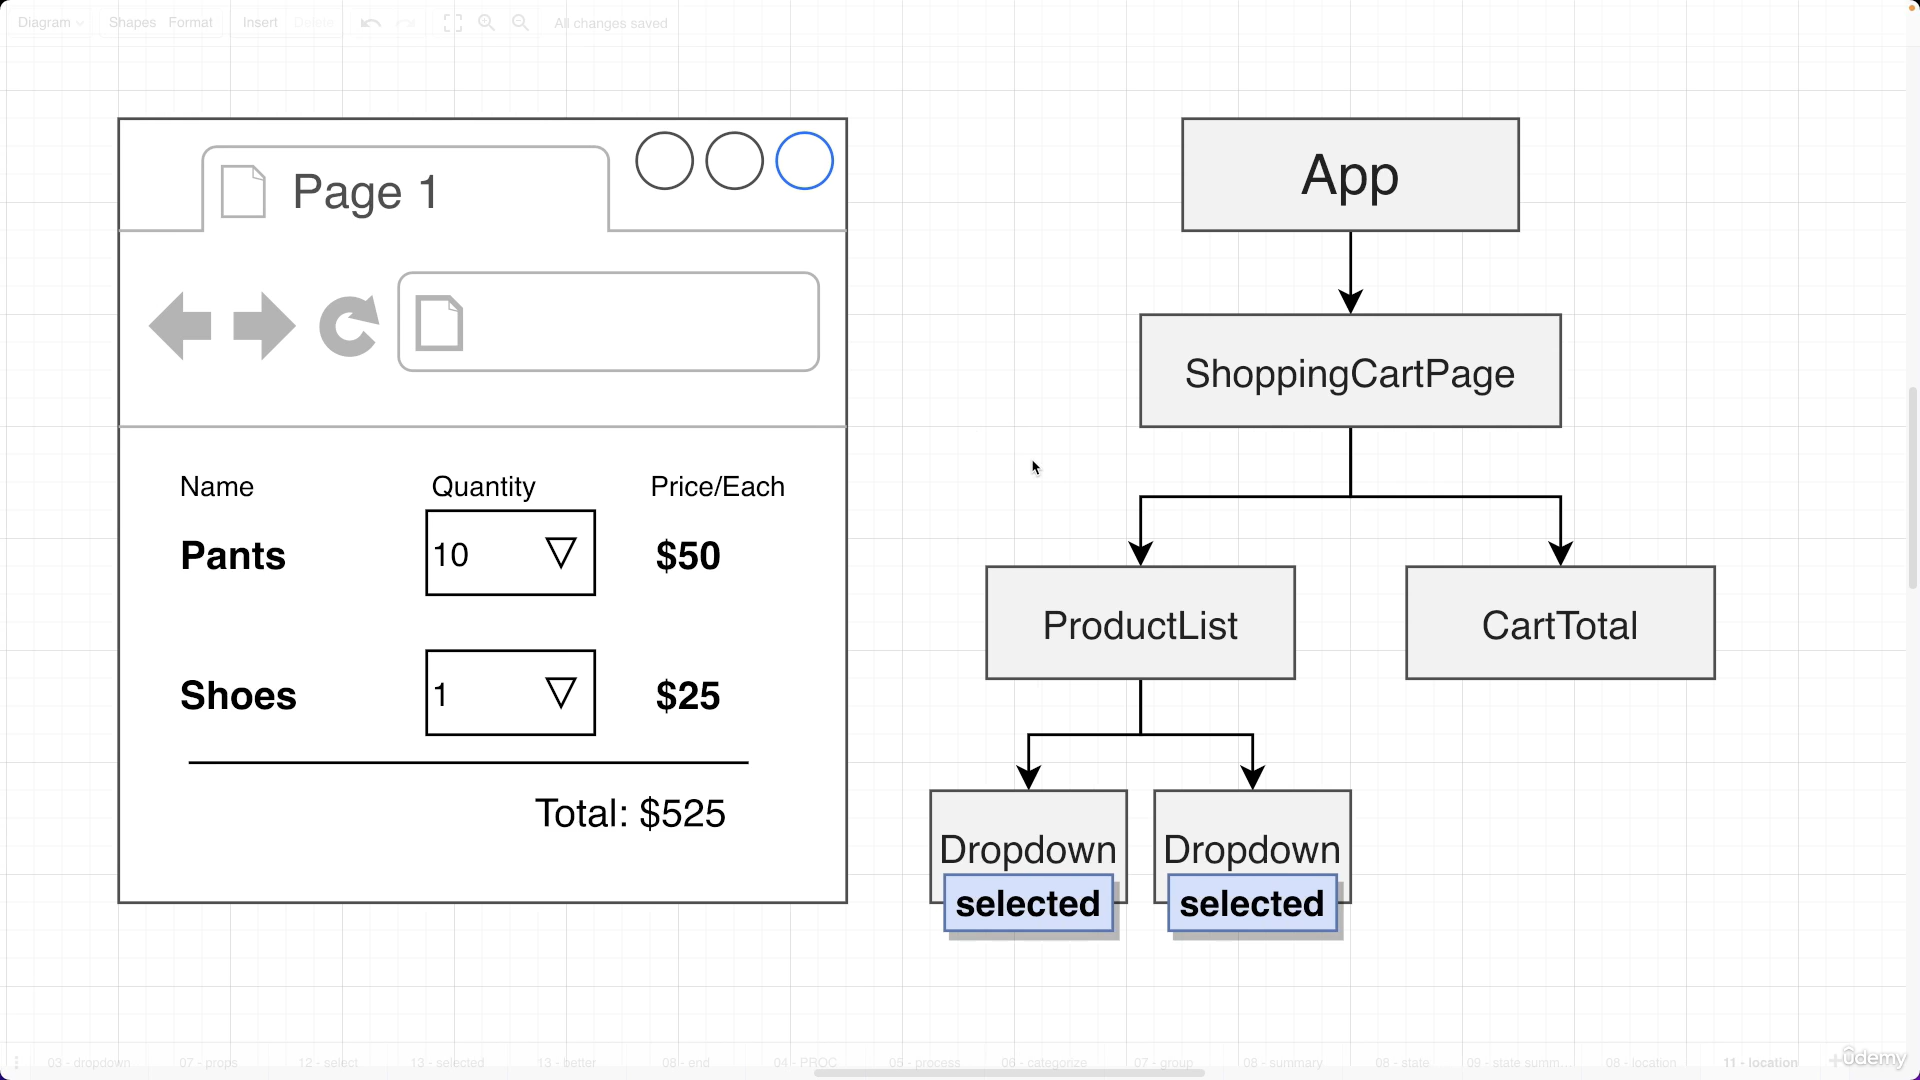 Diagram
Shapes
Format
Insert
Delete
All changes saved
Page 1
App
ShoppingCartPage
Name Quantity Price/Each
Pants 10 $50
ProductList
CartTotal
Shoes 1 $25
Total: $525
Dropdown
Dropdown
selected
selected
03 - dropdown
07 - props
12 - select
13 - selected
13 - better
08 - end
04 - PROC
05 - process
06 - categorize
07 - group
08 - summary
08 - state
09 - state summ...
08 - location
11 - location
ûdemy